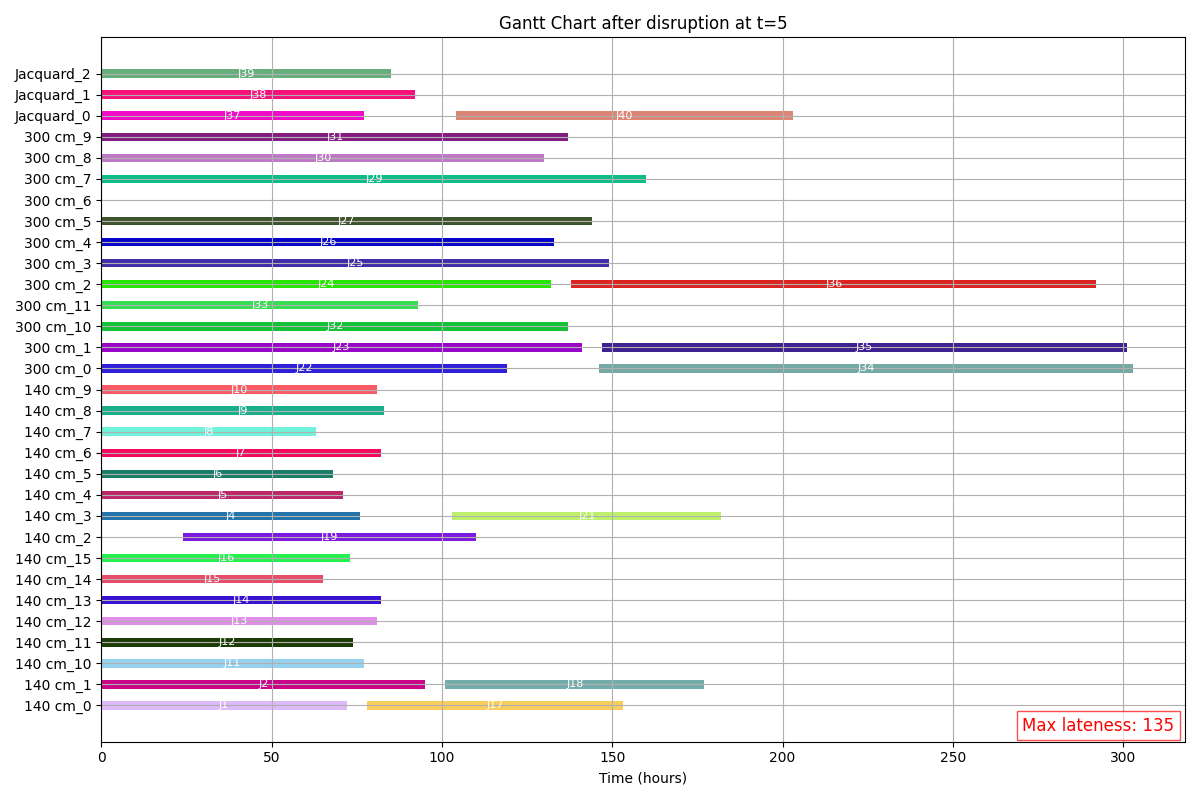 Gantt Chart after disruption at t=5
Jacquard_2 J39
Jacquard_1 J38
Jacquard_0 J37 J40
300 cm_9 J31
300 cm_8 J30
300 cm_7 J29
300 cm_6
300 cm_5 J27
300 cm_4 J26
300 cm_3 J25
300 cm_2 J24 J36
300 cm_11 J33
300 cm_10 J32
300 cm_1 J23 J35
300 cm_0 J22 J34
140 cm_9 J10
140 cm_8 J9
140 cm_7 J8
140 cm_6 J7
140 cm_5 J6
140 cm_4 J5
140 cm_3 J4 J21
140 cm_2 J19
140 cm_15 J16
140 cm_14 J15
140 cm_13 J14
140 cm_12 J13
140 cm_11 J12
140 cm_10 J11
140 cm_1 J2 J18
140 cm_0 J1 J17
Max lateness: 135
0 50 100 150 200 250 300
Time (hours)